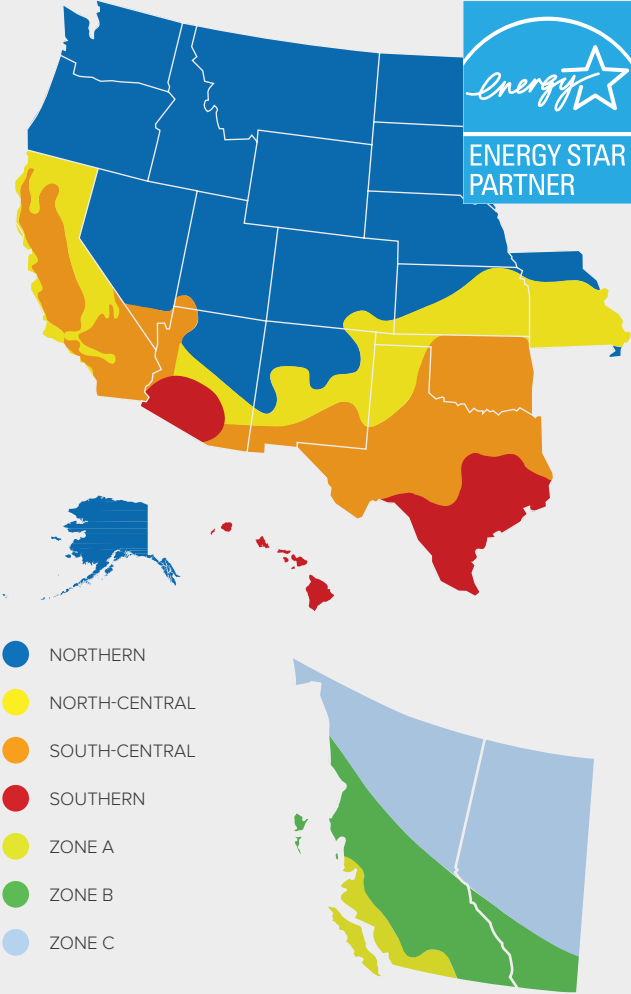 energy
ENERGY STAR
PARTNER
NORTHERN
NORTH-CENTRAL
SOUTH-CENTRAL
SOUTHERN
ZONE A
ZONE B
ZONE C